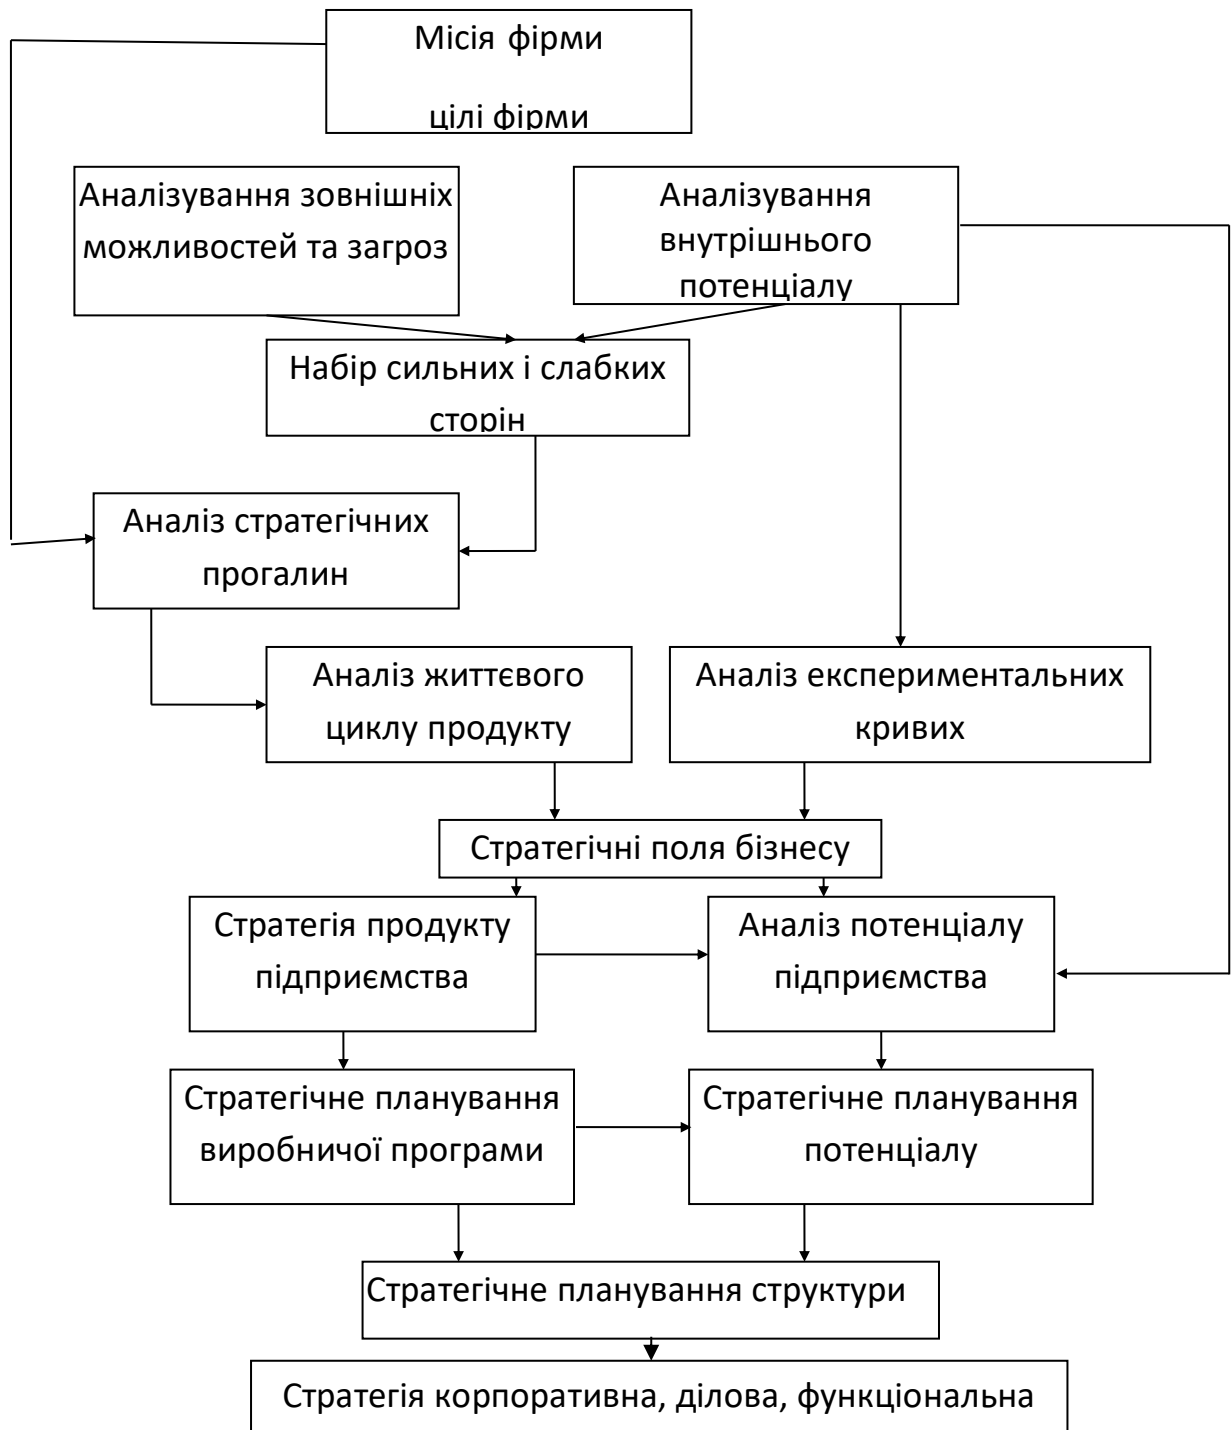 Місія фірми
цілі фірми
Аналізування зовнішніх
можливостей та загроз
Аналізування
внутрішнього
потенціалу
Набір сильних і слабких
сторін
Аналіз стратегічних
прогалин
Аналіз життєвого
циклу продукту
Аналіз експериментальних
кривих
Стратегічні поля бізнесу
Стратегія продукту
підприємства
Аналіз потенціалу
підприємства
Стратегічне планування
виробничої програми
Стратегічне планування
потенціалу
Стратегічне планування структури
Стратегія корпоративна, ділова, функціональна